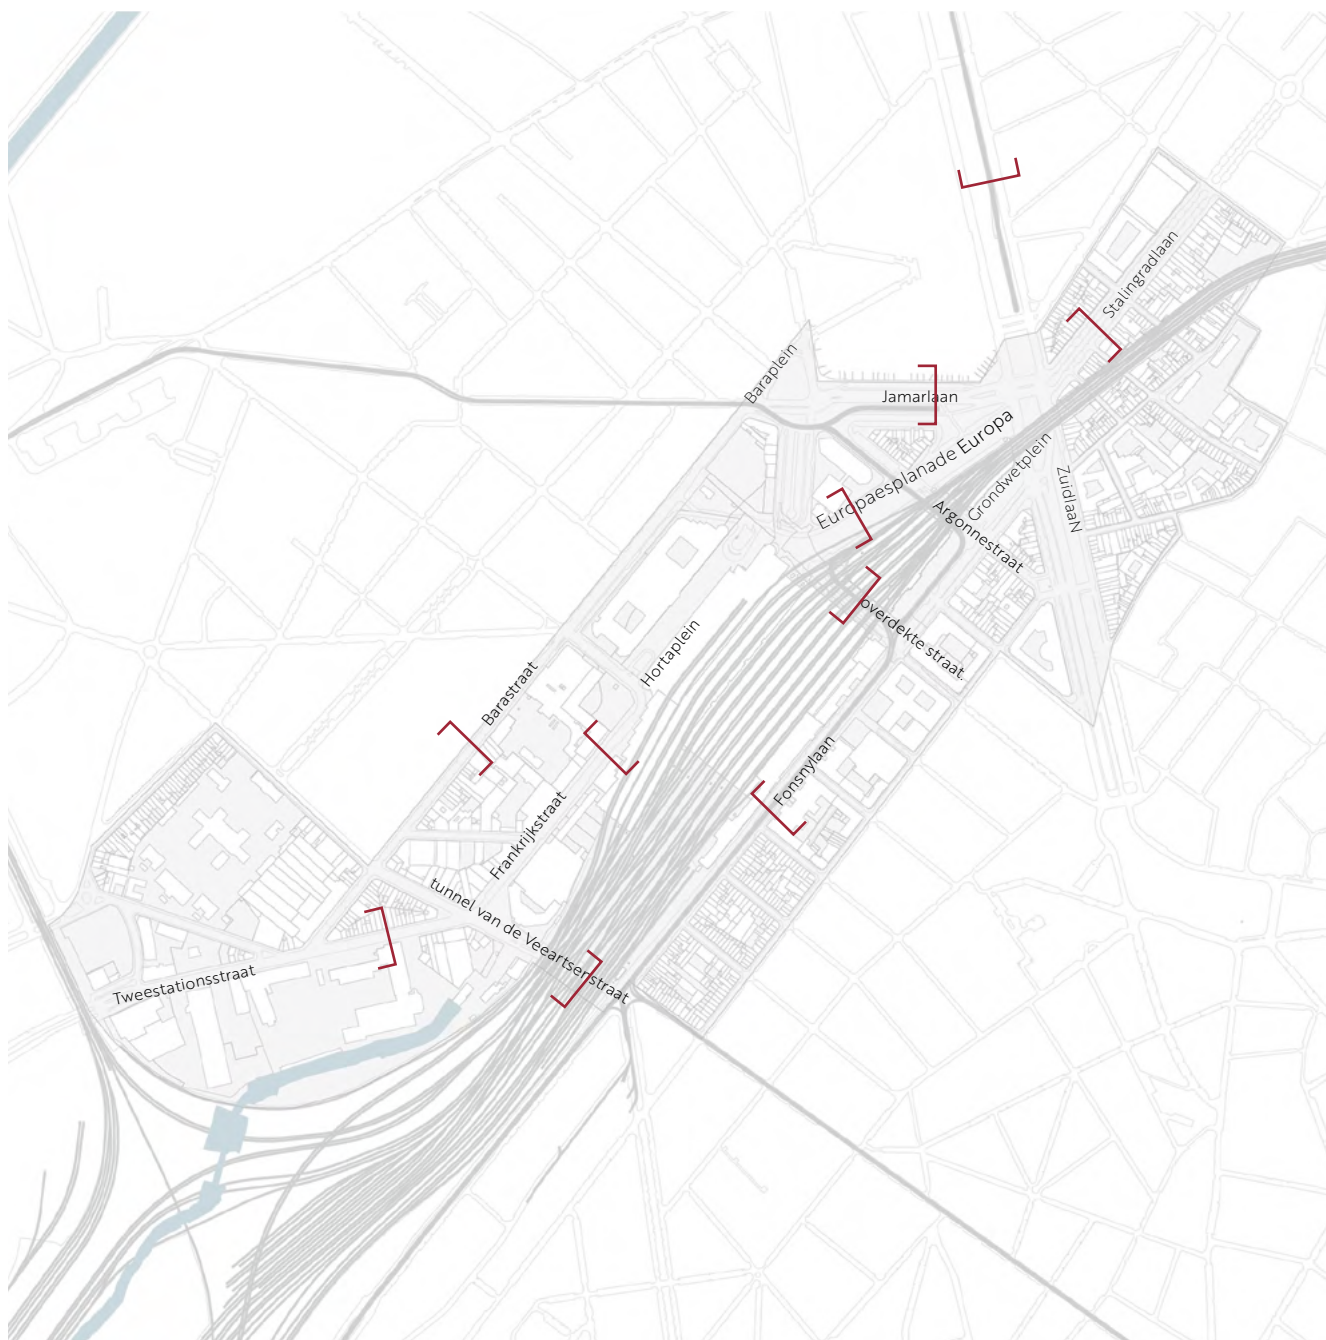 Stalingradlaan
Baraplein
Jamarlaan
Europaesplanade Europa
Grondwetplein
ZuidlaaN
Argonnestraat
overdekte straat
Hortaplein
Barastraat
Fonsnylaan
Frankrijkstraat
tunnel van de Veeartsenstraat
Tweestationsstraat